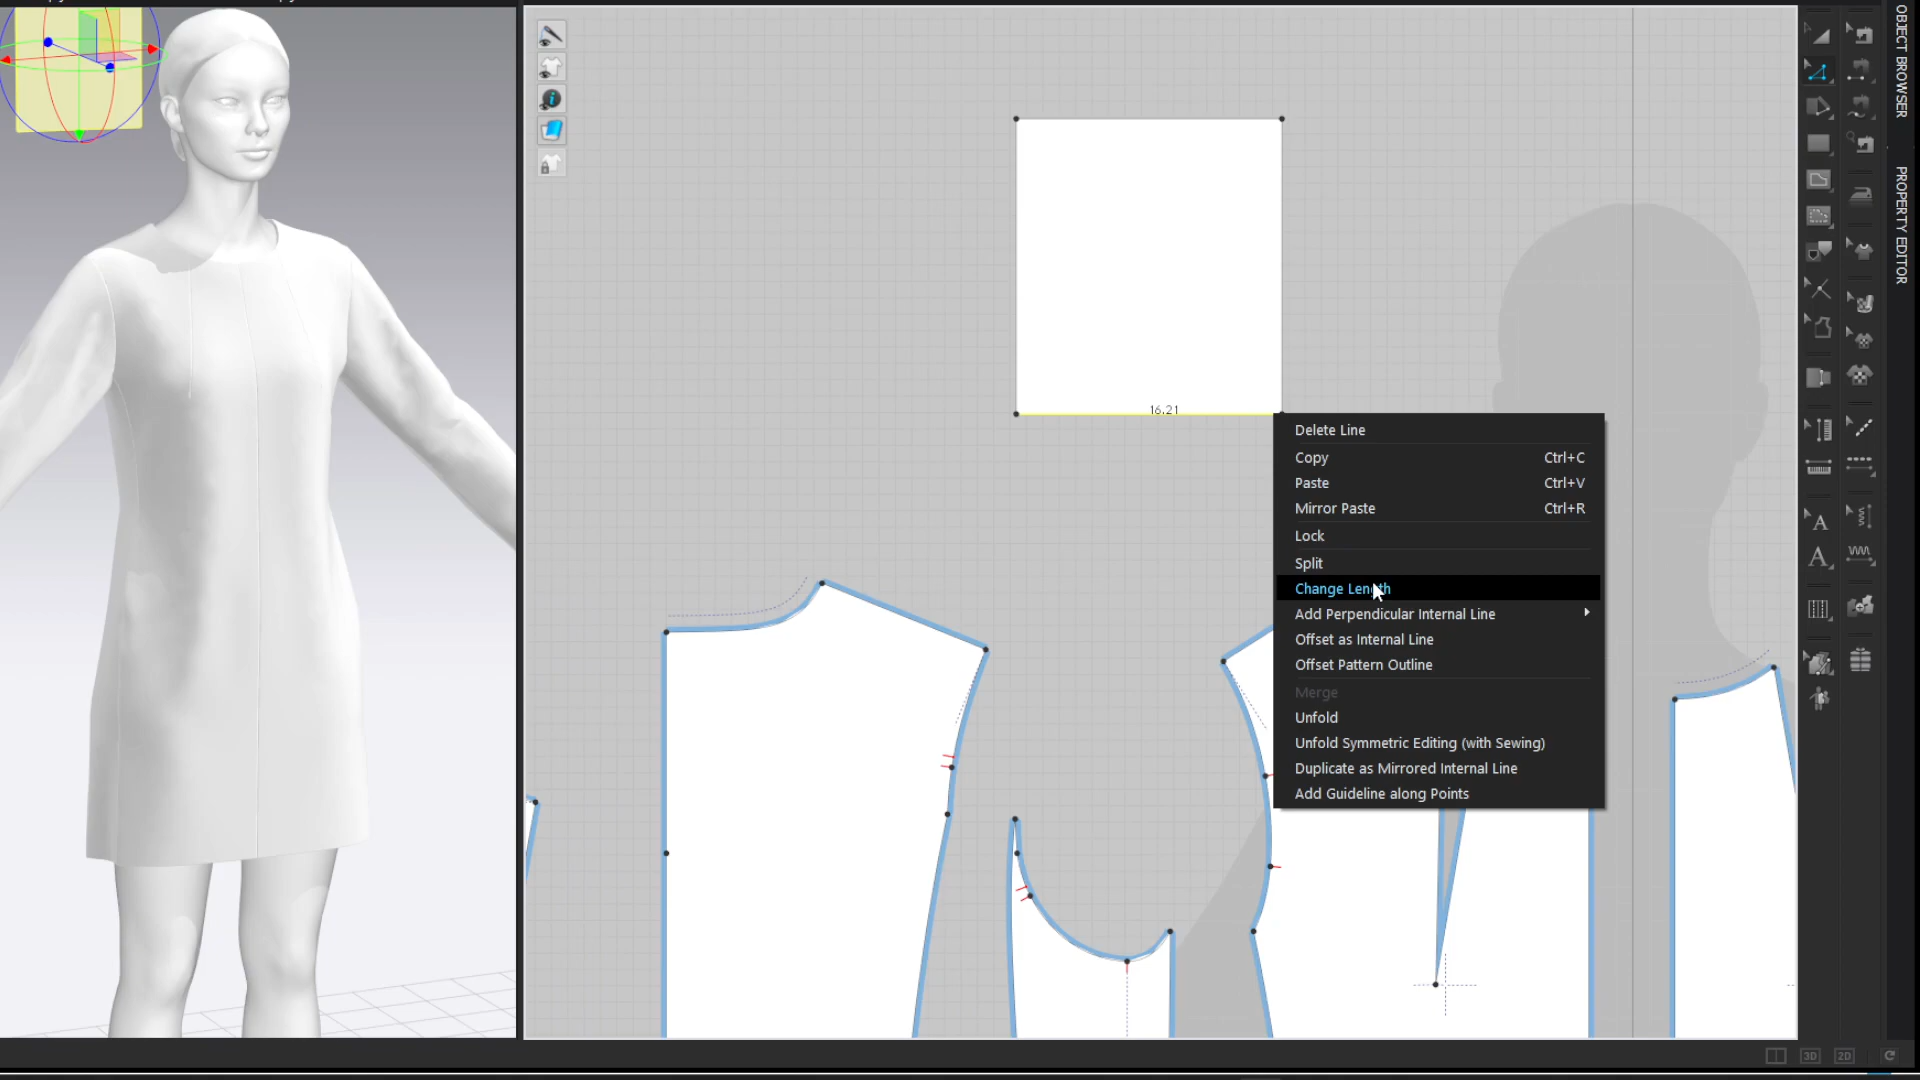 OBJECT BROWSER
PROPERTY EDITOR
16.21
Delete Line
Copy Ctrl+C
Paste Ctrl+V
Mirror Paste Ctrl+R
Lock
Split
Change Length
Add Perpendicular Internal Line
Offset as Internal Line
Offset Pattern Outline
Merge
Unfold
Unfold Symmetric Editing (with Sewing)
Duplicate as Mirrored Internal Line
Add Guideline along Points
A
A
3D
2D